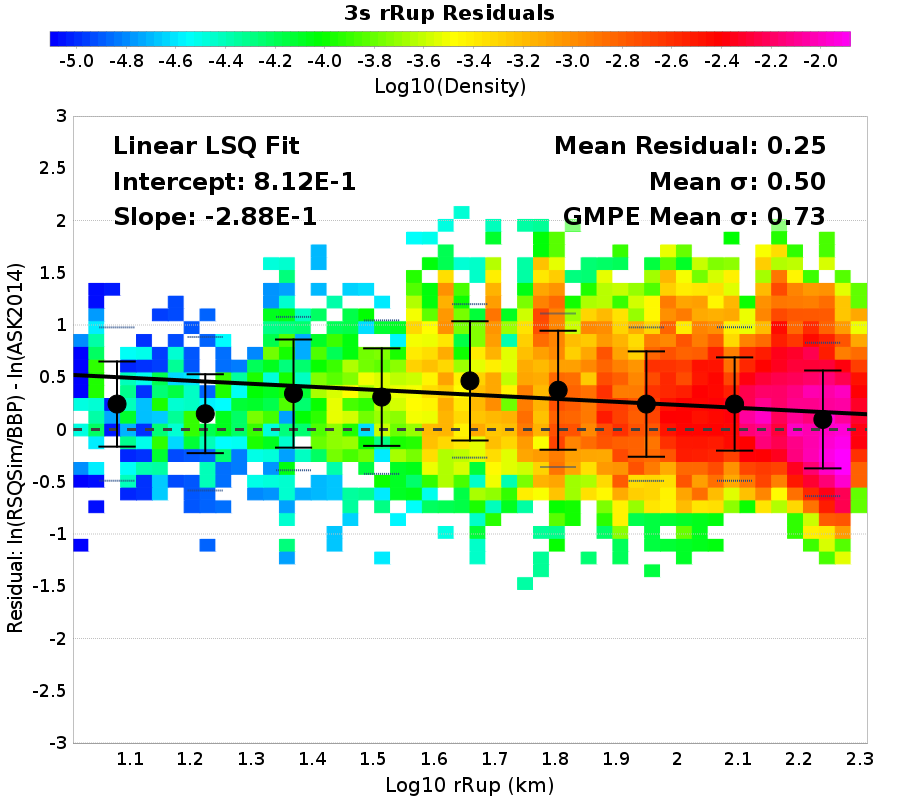 3s rRup Residuals
-5.0 -4.8 -4.6 -4.4 -4.2 -4.0 -3.8 -3.6 -3.4 -3.2 -3.0 -2.8 -2.6 -2.4 -2.2 -2.0
Log10(Density)
Linear LSQ Fit
Intercept: 8.12E-1
Slope: -2.88E-1
Mean Residual: 0.25
Mean σ: 0.50
GMPE Mean σ: 0.73
Residual: ln(RSQSim/BBP) - ln(ASK2014)
3
2.5
2
1.5
1
0.5
0
-0.5
-1
-1.5
-2
-2.5
-3
1.1 1.2 1.3 1.4 1.5 1.6 1.7 1.8 1.9 2 2.1 2.2 2.3
Log10 rRup (km)